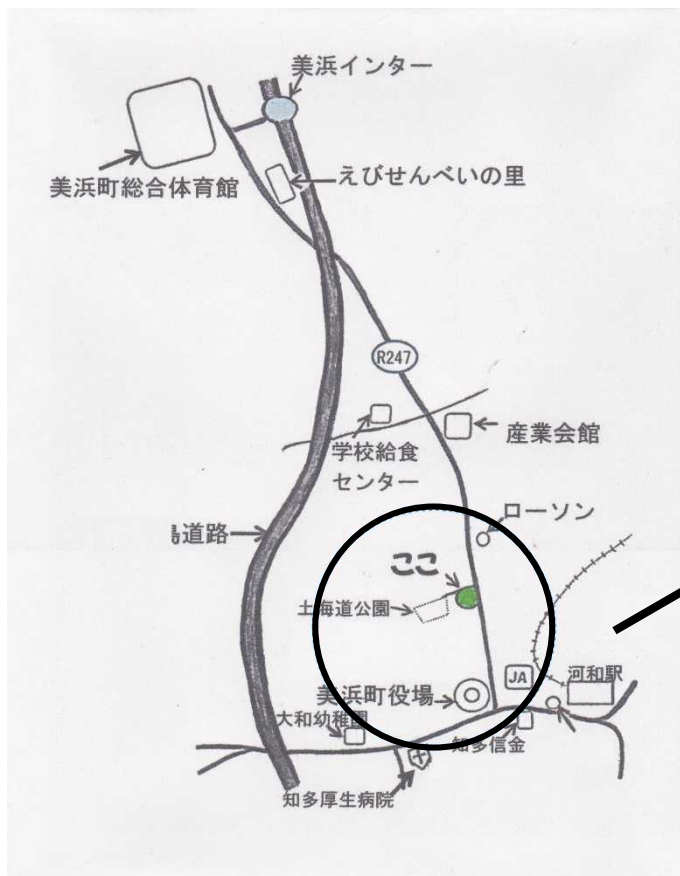 美浜インター
美浜町総合体育館
えびせんべいの里
R247
学校給食
センター
産業会館
ローソン
道路
ここ
土海道公園
JA
河和駅
美浜町役場
大和幼稚園
知多信金
知多厚生病院